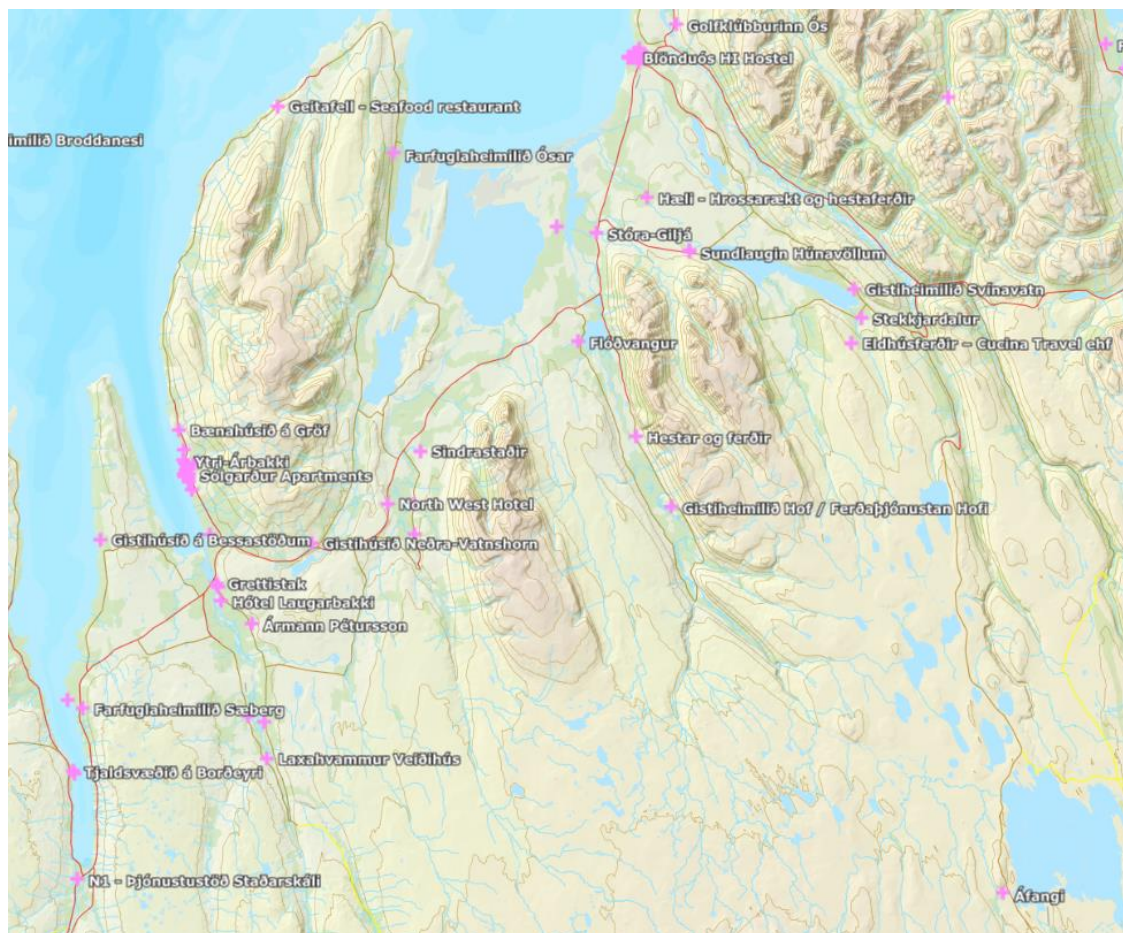 Golfklúbburinn Ós
Blönduós HI Hostel
Geitafell - Seafood restaurant
imilið Broddanesi
Farfuglaheimilið Ósar
Hæli - Hrossarækt og hestaferðir
Stóra-Giljá
Sundlaugin Húnavöllum
Gistiheimilið Svínavatn
Stekkjardalur
Flóðvangur
Eldhúsferðir - Cucina Travel ehf
Bænahúsið á Gröf
Hestar og ferðir
Sindrastaðir
Ytri-Árbakki
Sólgarður Apartments
North West Hotel
Gistiheimilið Hof / Ferðaþjónustan Hofi
Gistihúsið á Bessastöðum
Gistihúsið Neðra-Vatnshorn
Grettistak
Hótel Laugarbakki
Ármann Pétursson
Farfuglaheimilið Sæberg
Laxahvammur Veiðihús
Tjaldsvæðið á Borðeyri
N1 - Þjónustustöð Staðarskáli
Áfangi